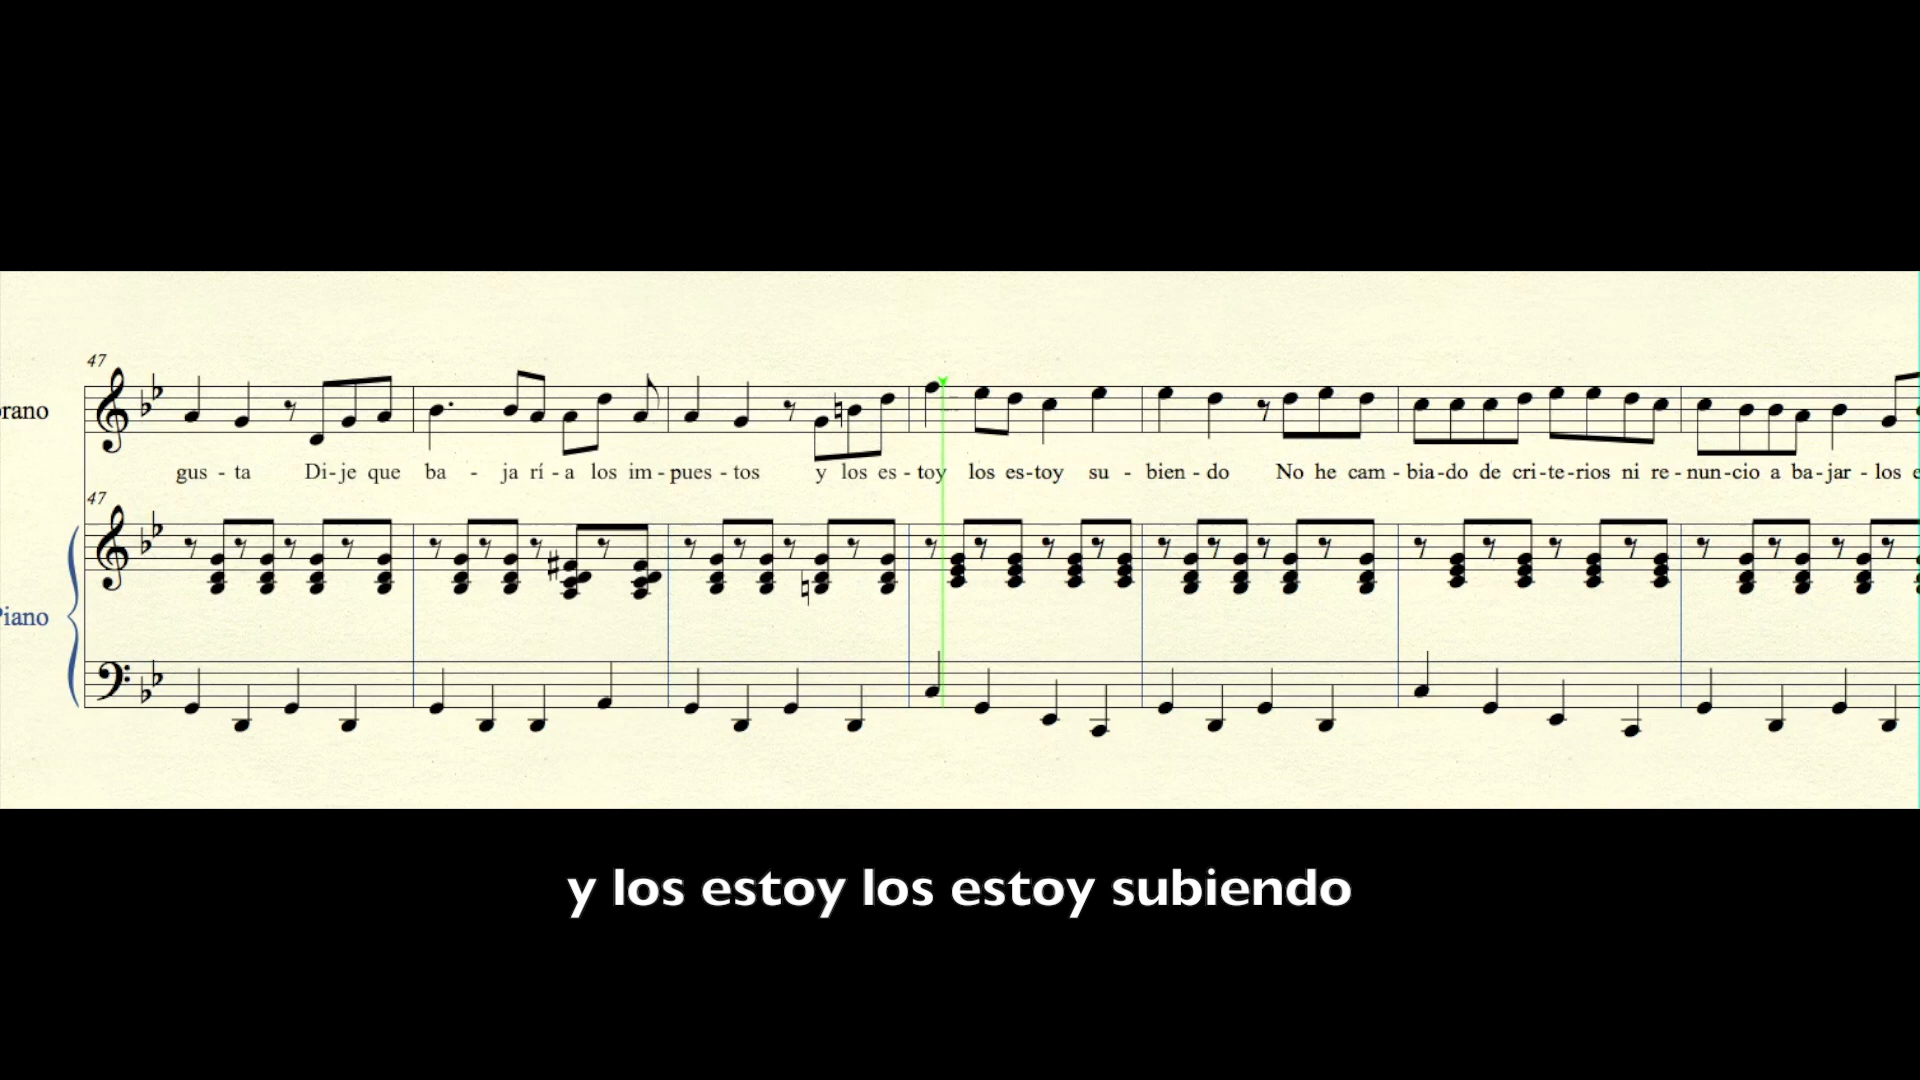 47
rano
gus - ta Di-je que ba - ja rí-a los im-pues-tos y los es-toy los es-toy su - bien-do No he cam-bia-do de cri-te-rios ni re-nun-cio a ba-jar-los e
47
Piano
y los estoy los estoy subiendo